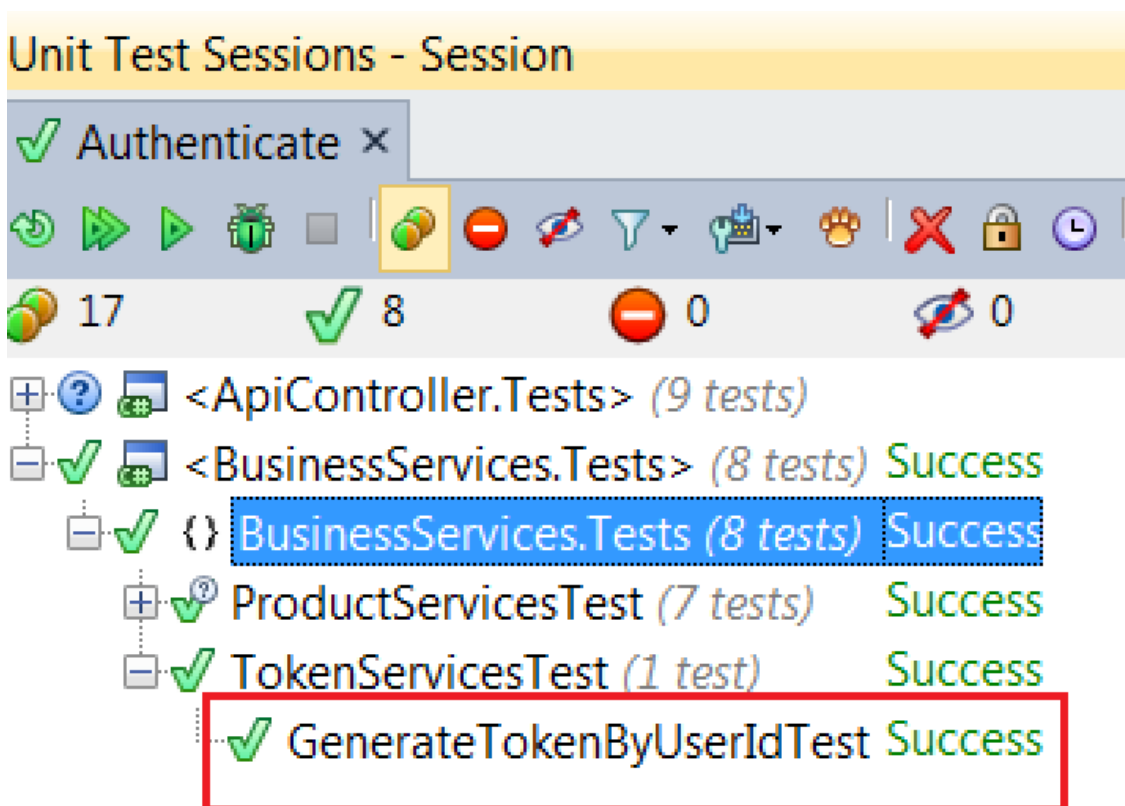 Unit Test Sessions - Session
Authenticate ×
17 8 0 0
<ApiController.Tests> (9 tests)
<BusinessServices.Tests> (8 tests) Success
{} BusinessServices.Tests (8 tests) Success
ProductServicesTest (7 tests) Success
TokenServicesTest (1 test) Success
GenerateTokenByUserIdTest Success